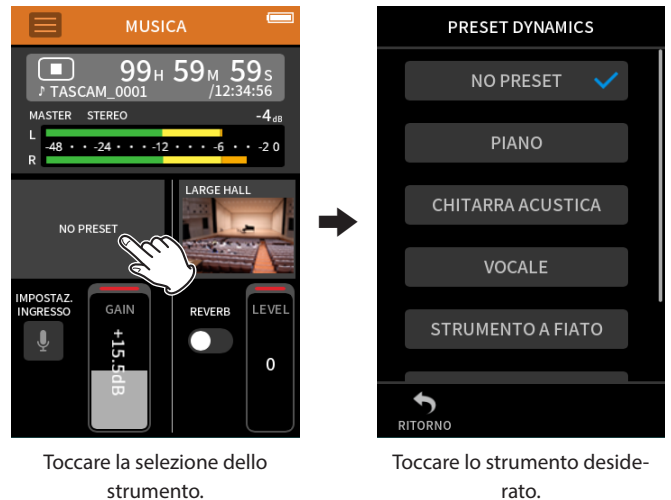 MUSICA
99H 59M 59S
♪ TASCAM_0001 /12:34:56
MASTER STEREO -4dB
L
-48 • • -24 • • • -12 • • • -6 • • -2 0
R
NO PRESET
LARGE HALL
IMPOSTAZ.
INGRESSO
GAIN
+15.5dB
REVERB
LEVEL
0
Toccare la selezione dello
strumento.
PRESET DYNAMICS
NO PRESET
PIANO
CHITARRA ACUSTICA
VOCALE
STRUMENTO A FIATO
RITORNO
Toccare lo strumento deside-
rato.